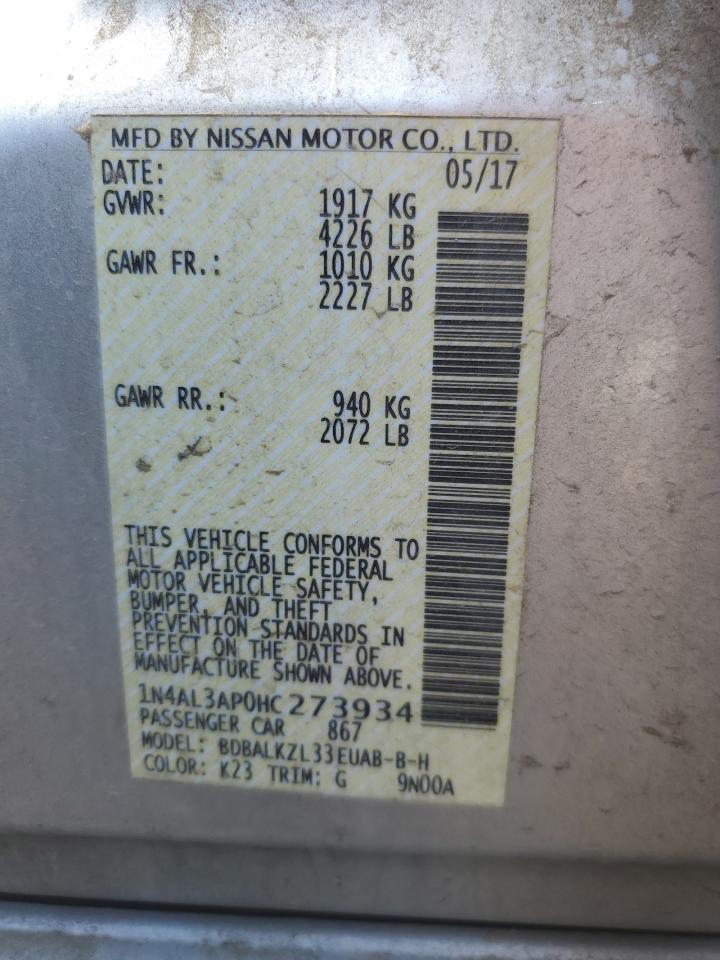 MFD BY NISSAN MOTOR CO., LTD.
DATE: 05/17
GVWR: 1917 KG
4226 LB
GAWR FR.: 1010 KG
2227 LB
GAWR RR.: 940 KG
2072 LB
THIS VEHICLE CONFORMS TO
ALL APPLICABLE FEDERAL
MOTOR VEHICLE SAFETY,
BUMPER, AND THEFT
PREVENTION STANDARDS IN
EFFECT ON THE DATE OF
MANUFACTURE SHOWN ABOVE.
1N4AL3AP0HC273934
PASSENGER CAR 867
MODEL: BDBALKZL33EUAB-B-H
COLOR: K23 TRIM: G 9N00A